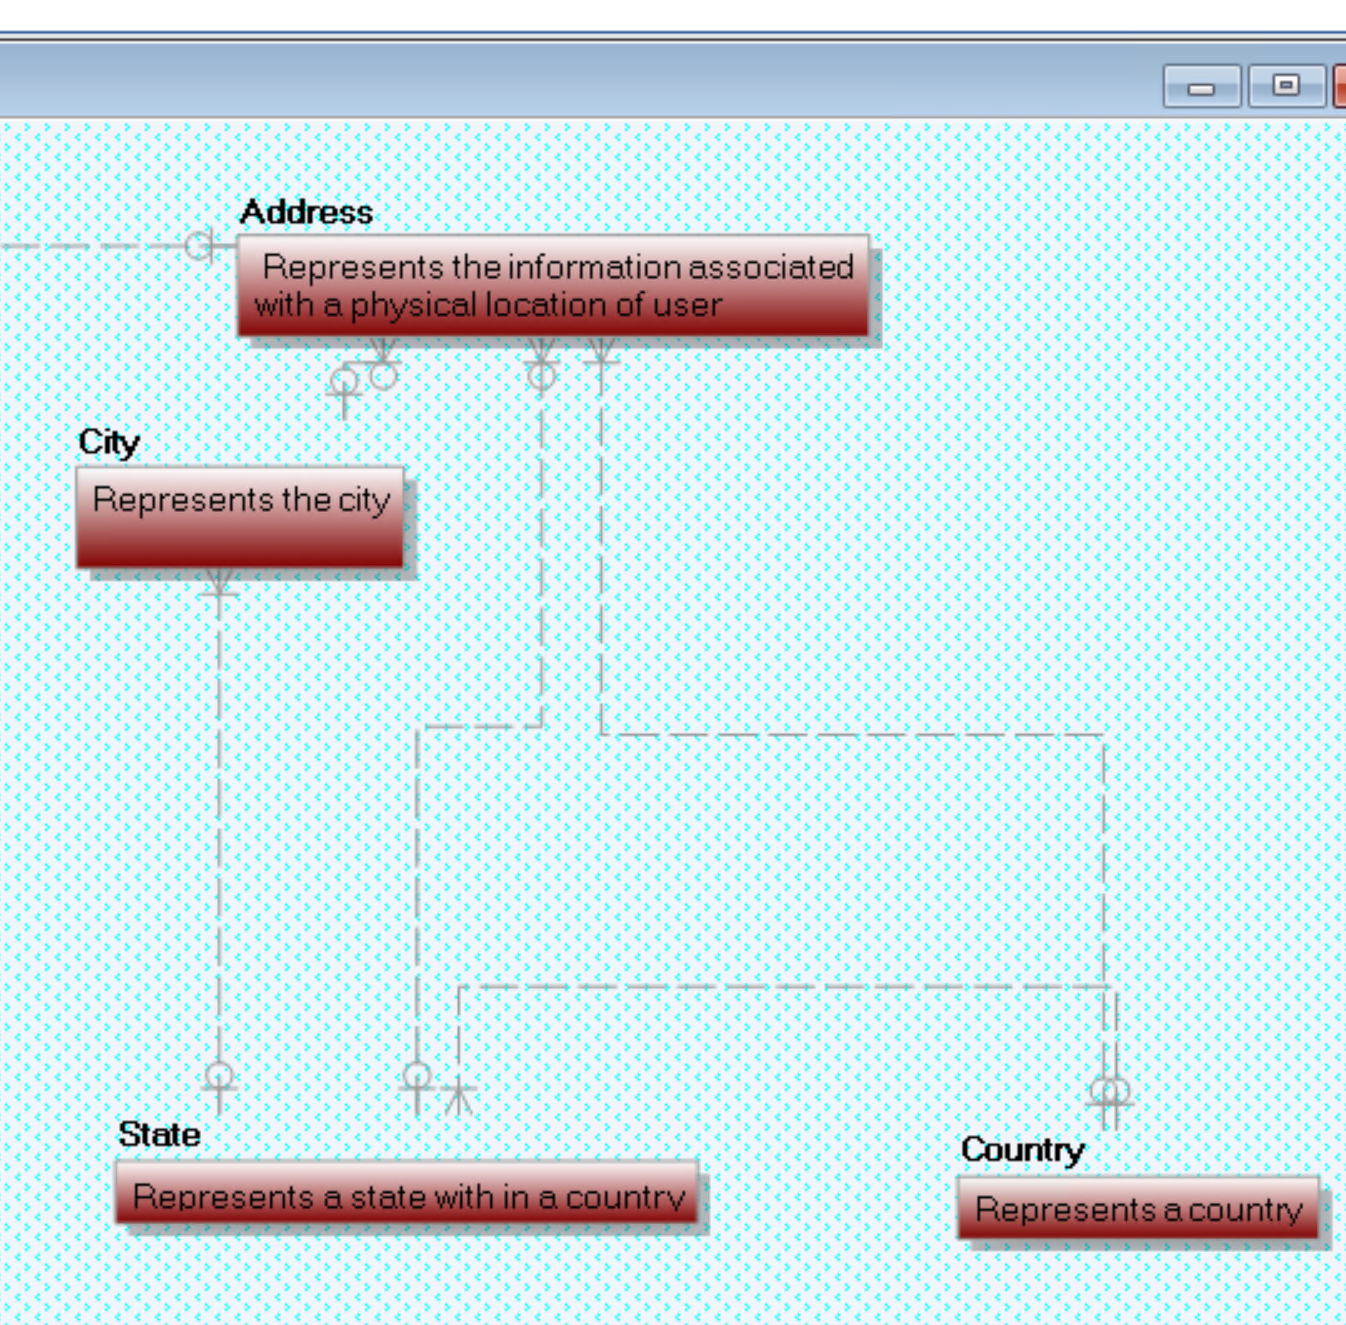 Address
Represents the information associated
with a physical location of user
City
Represents the city
State
Represents a state with in a country
Country
Represents a country